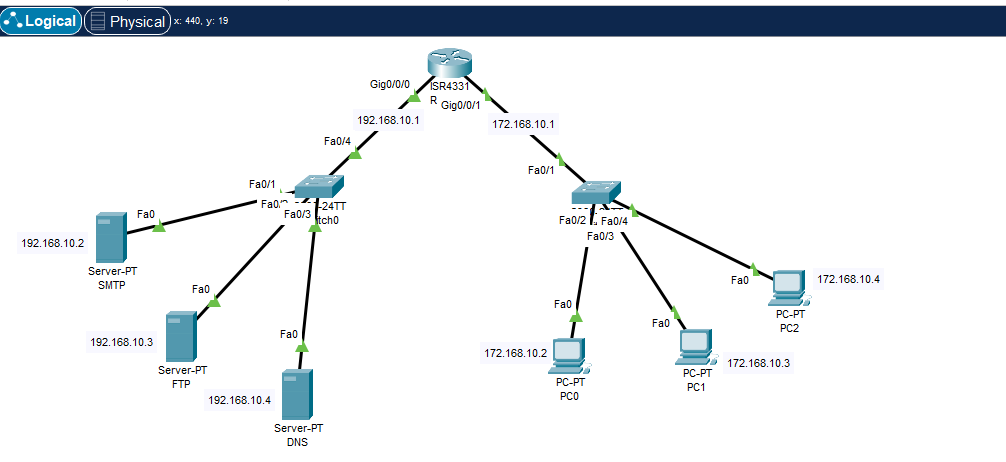 Logical
Physical
x: 440, y: 19
Gig0/0/0
ISR4331
R
Gig0/0/1
192.168.10.1
172.168.10.1
Fa0/4
Fa0/1
Fa0/1
Fa0/3
-24TT
itch0
Fa0/2
Fa0/4
Fa0/3
Fa0
192.168.10.2
Server-PT
SMTP
Fa0
192.168.10.3
Server-PT
FTP
Fa0
192.168.10.4
Server-PT
DNS
Fa0
172.168.10.2
PC-PT
PC0
Fa0
172.168.10.3
PC-PT
PC1
Fa0
172.168.10.4
PC-PT
PC2